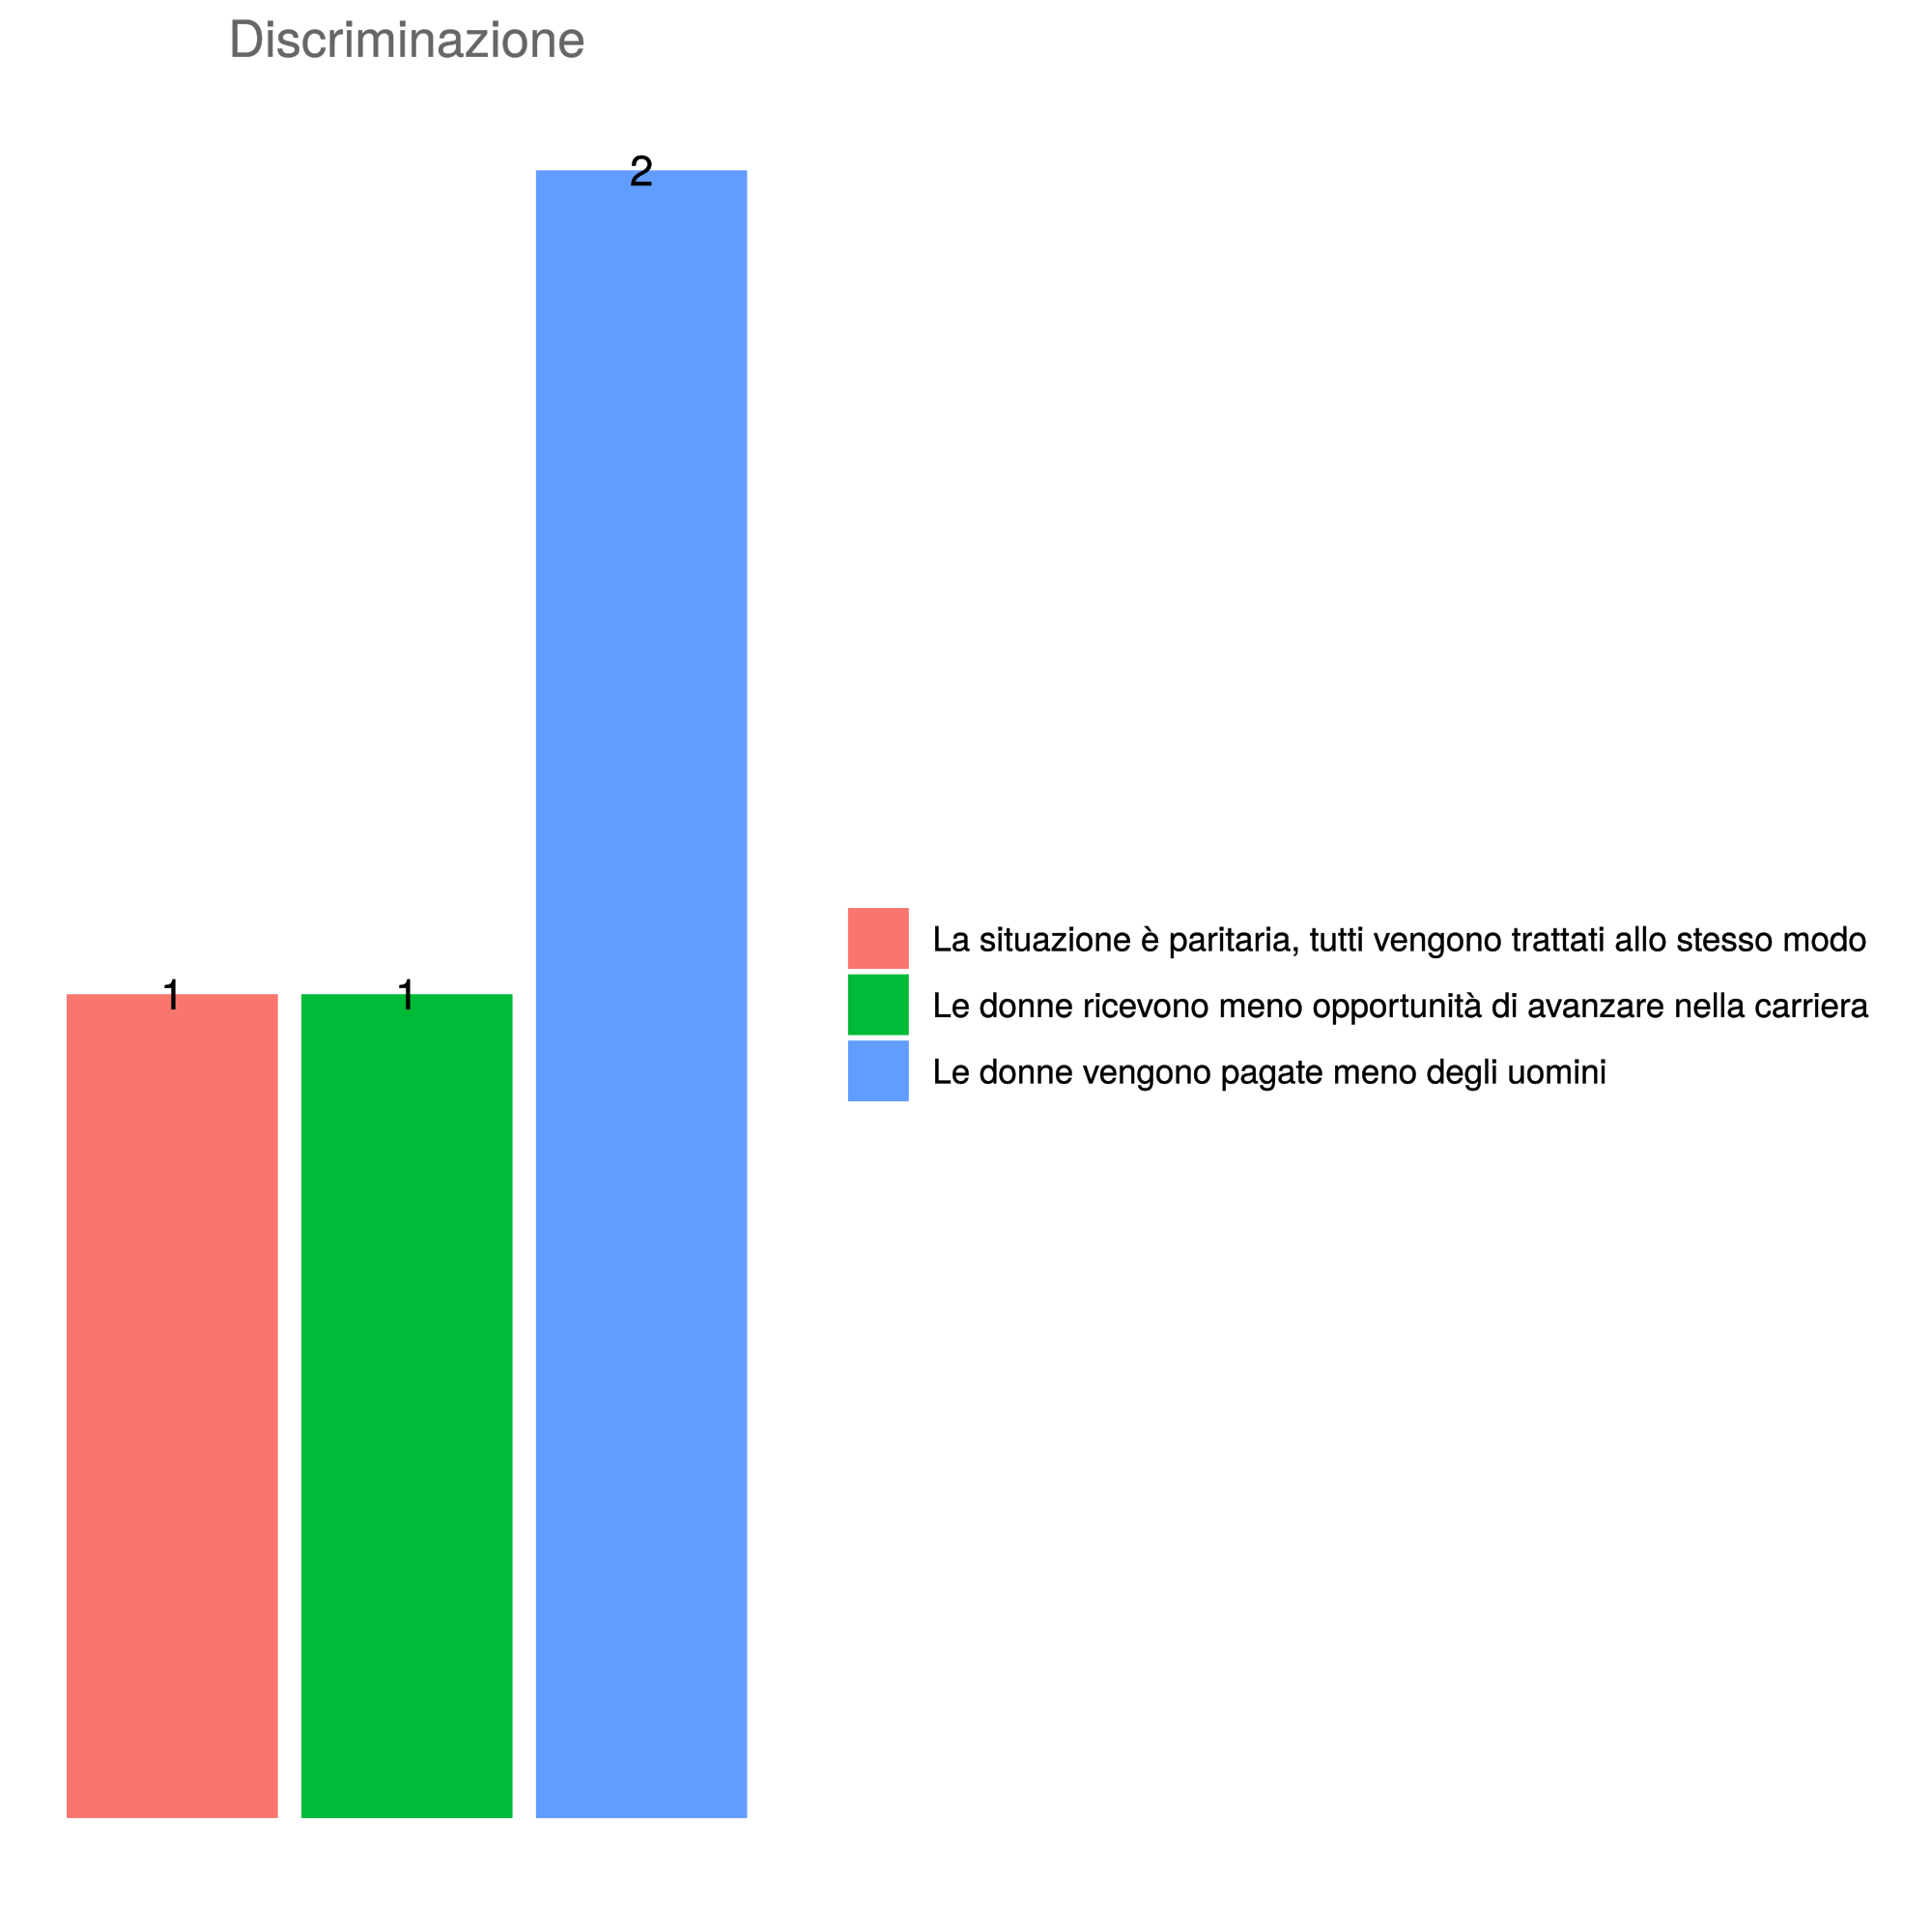 Discriminazione
2
1
1
La situazione è paritaria, tutti vengono trattati allo stesso modo
Le donne ricevono meno opportunità di avanzare nella carriera
Le donne vengono pagate meno degli uomini